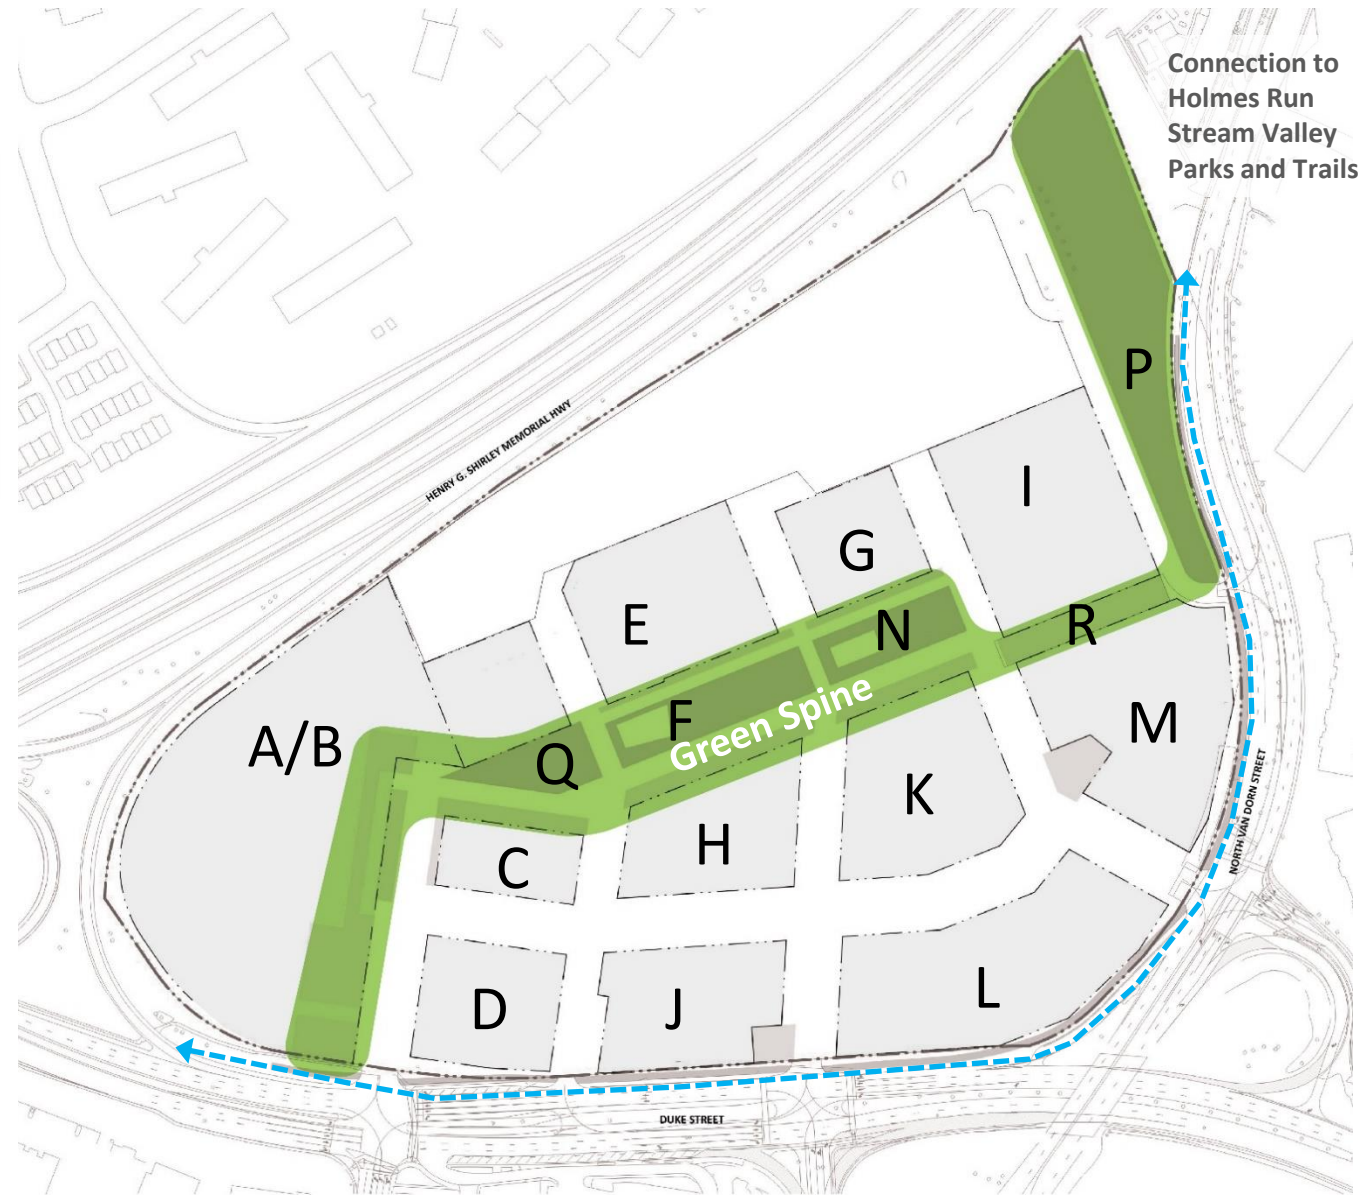 Connection to
Holmes Run
Stream Valley
Parks and Trails
P
HENRY G. SHIRLEY MEMORIAL HWY
I
G
E
N
R
F
Green Spine
A/B
Q
M
K
H
C
NORTH VAN DORN STREET
D
J
L
DUKE STREET